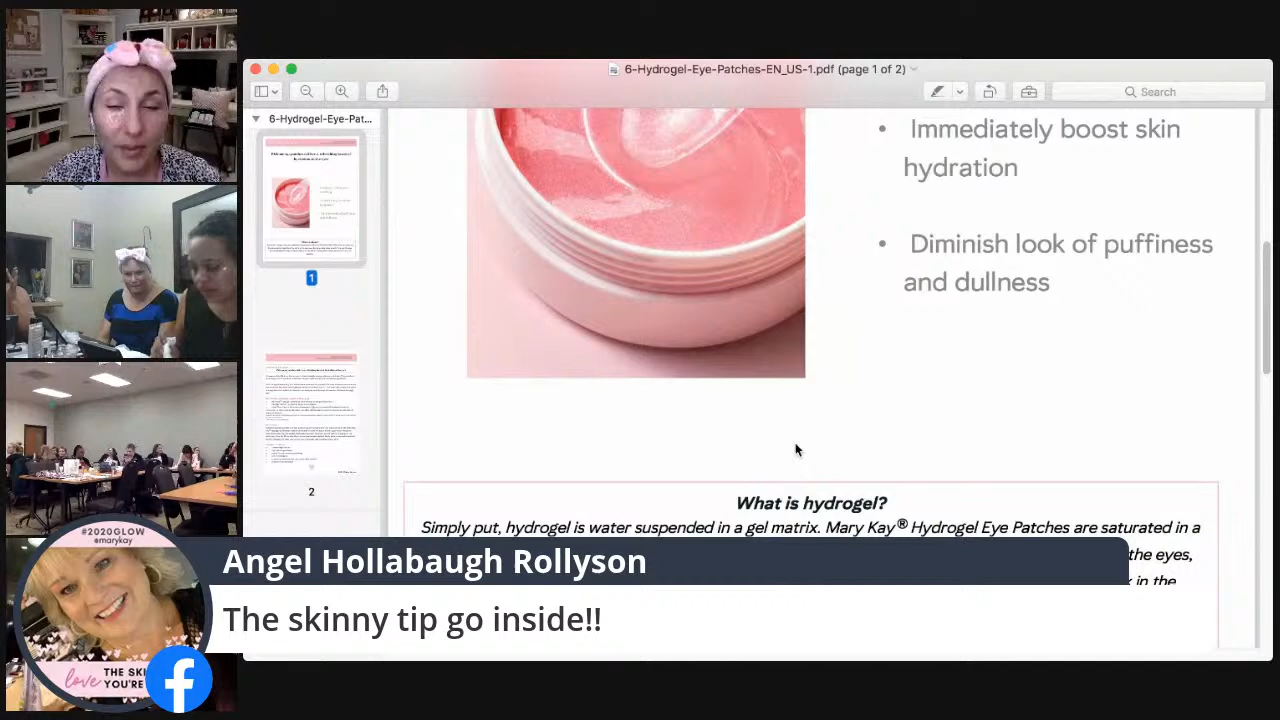 6-Hydrogel-Eye-Patches-EN_US-1.pdf (page 1 of 2)
Search
6-Hydrogel-Eye-Pat...
1
2
• Immediately boost skin
hydration
• Diminish look of puffiness
and dullness
What is hydrogel?
Simply put, hydrogel is water suspended in a gel matrix. Mary Kay® Hydrogel Eye Patches are saturated in a
the eyes,
in the
#2020GLOW
@marykay
love THE SKI
YOU'RE
Angel Hollabaugh Rollyson
The skinny tip go inside!!